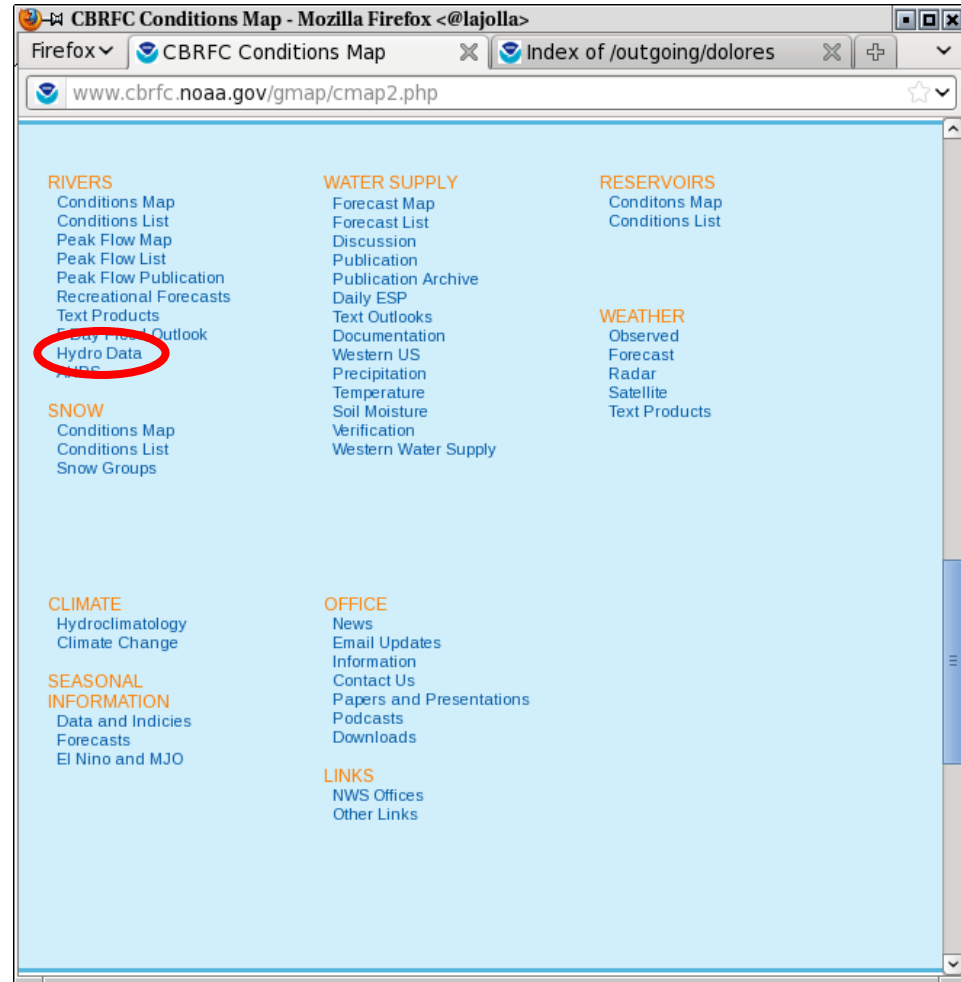 CBRFC Conditions Map - Mozilla Firefox <@lajolla>
Firefox
CBRFC Conditions Map
Index of /outgoing/dolores
www.cbrfc.noaa.gov/gmap/cmap2.php
RIVERS
Conditions Map
Conditions List
Peak Flow Map
Peak Flow List
Peak Flow Publication
Recreational Forecasts
Text Products
5 Day Flood Outlook
Hydro Data
AHPS
SNOW
Conditions Map
Conditions List
Snow Groups
WATER SUPPLY
Forecast Map
Forecast List
Discussion
Publication
Publication Archive
Daily ESP
Text Outlooks
Documentation
Western US
Precipitation
Temperature
Soil Moisture
Verification
Western Water Supply
RESERVOIRS
Conditons Map
Conditions List
WEATHER
Observed
Forecast
Radar
Satellite
Text Products
CLIMATE
Hydroclimatology
Climate Change
SEASONAL
INFORMATION
Data and Indicies
Forecasts
El Nino and MJO
OFFICE
News
Email Updates
Information
Contact Us
Papers and Presentations
Podcasts
Downloads
LINKS
NWS Offices
Other Links